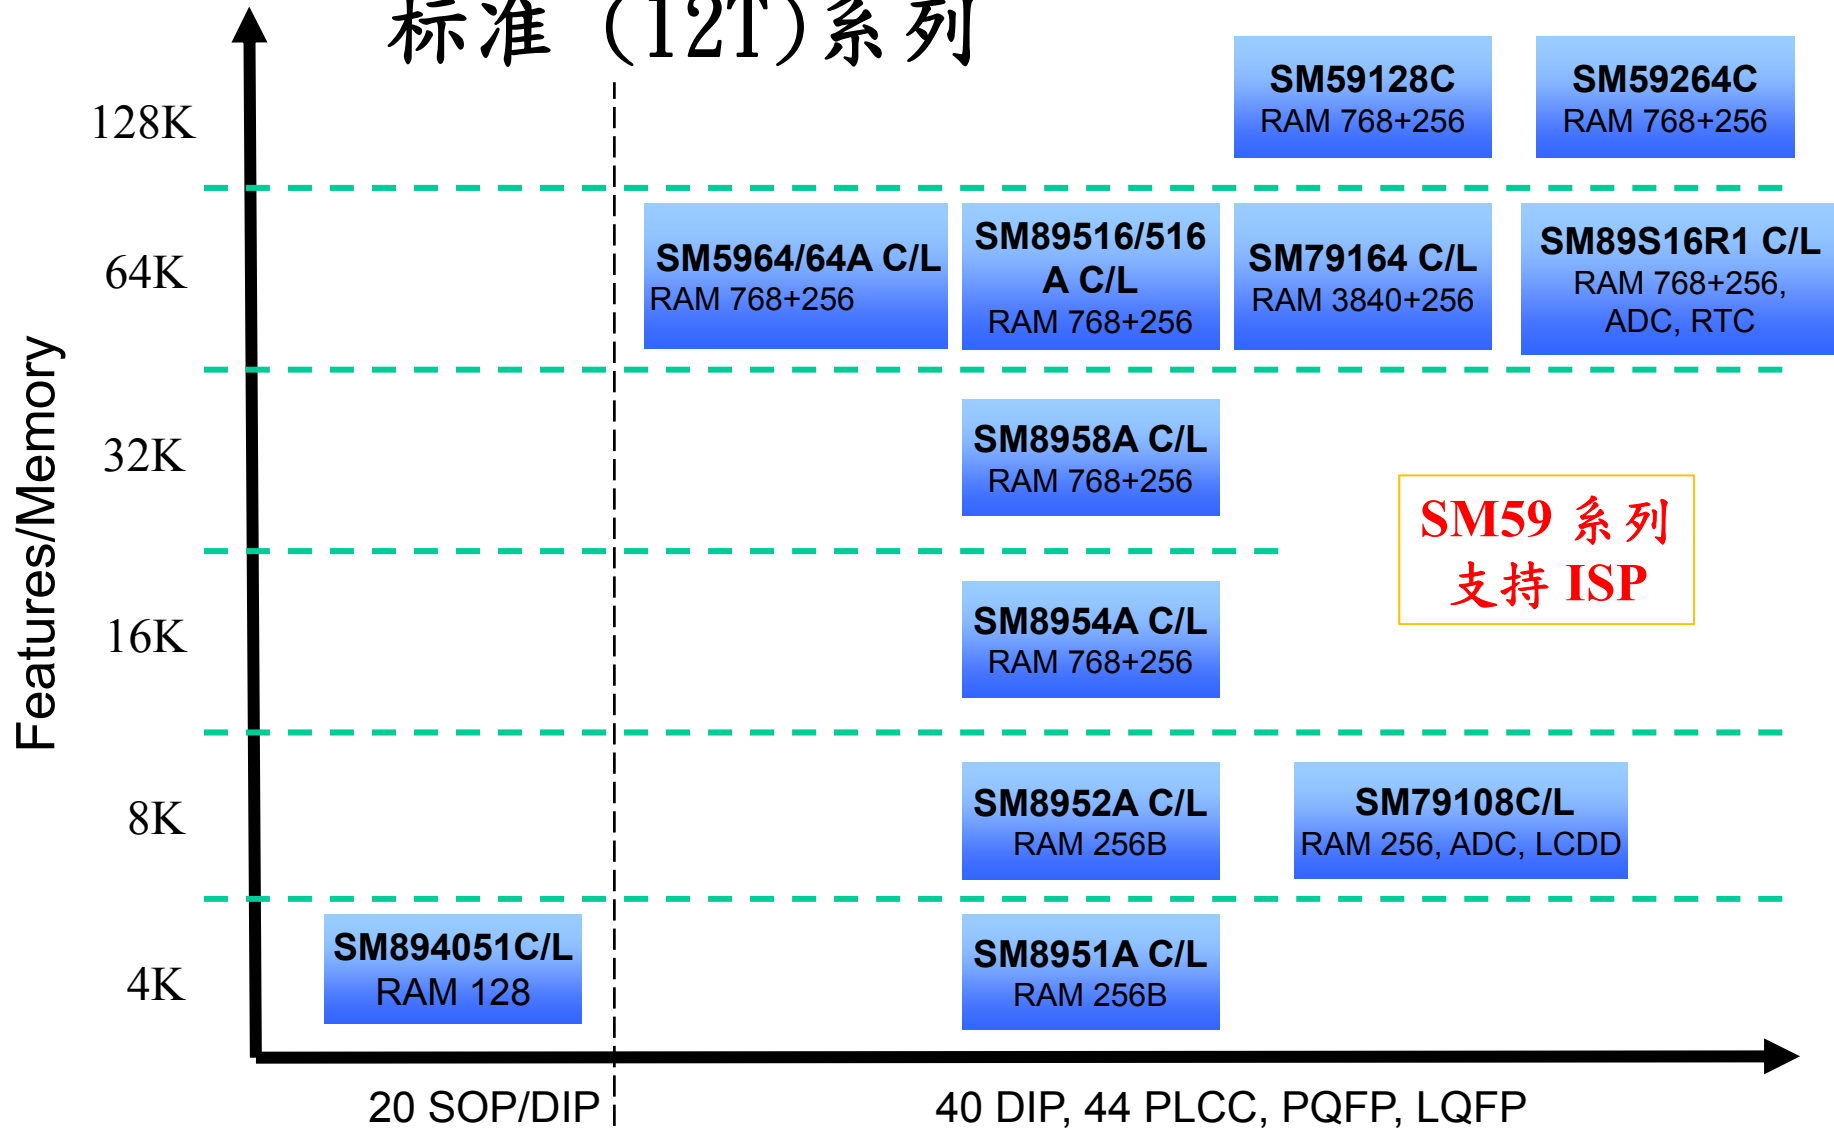 标准 (12T)系列
Features/Memory
128K
SM59128C
RAM 768+256
SM59264C
RAM 768+256
64K
SM5964/64A C/L
RAM 768+256
SM89516/516
A C/L
RAM 768+256
SM79164 C/L
RAM 3840+256
SM89S16R1 C/L
RAM 768+256,
ADC, RTC
32K
SM8958A C/L
RAM 768+256
SM59 系列
支持 ISP
16K
SM8954A C/L
RAM 768+256
8K
SM8952A C/L
RAM 256B
SM79108C/L
RAM 256, ADC, LCDD
4K
SM894051C/L
RAM 128
SM8951A C/L
RAM 256B
20 SOP/DIP
40 DIP, 44 PLCC, PQFP, LQFP